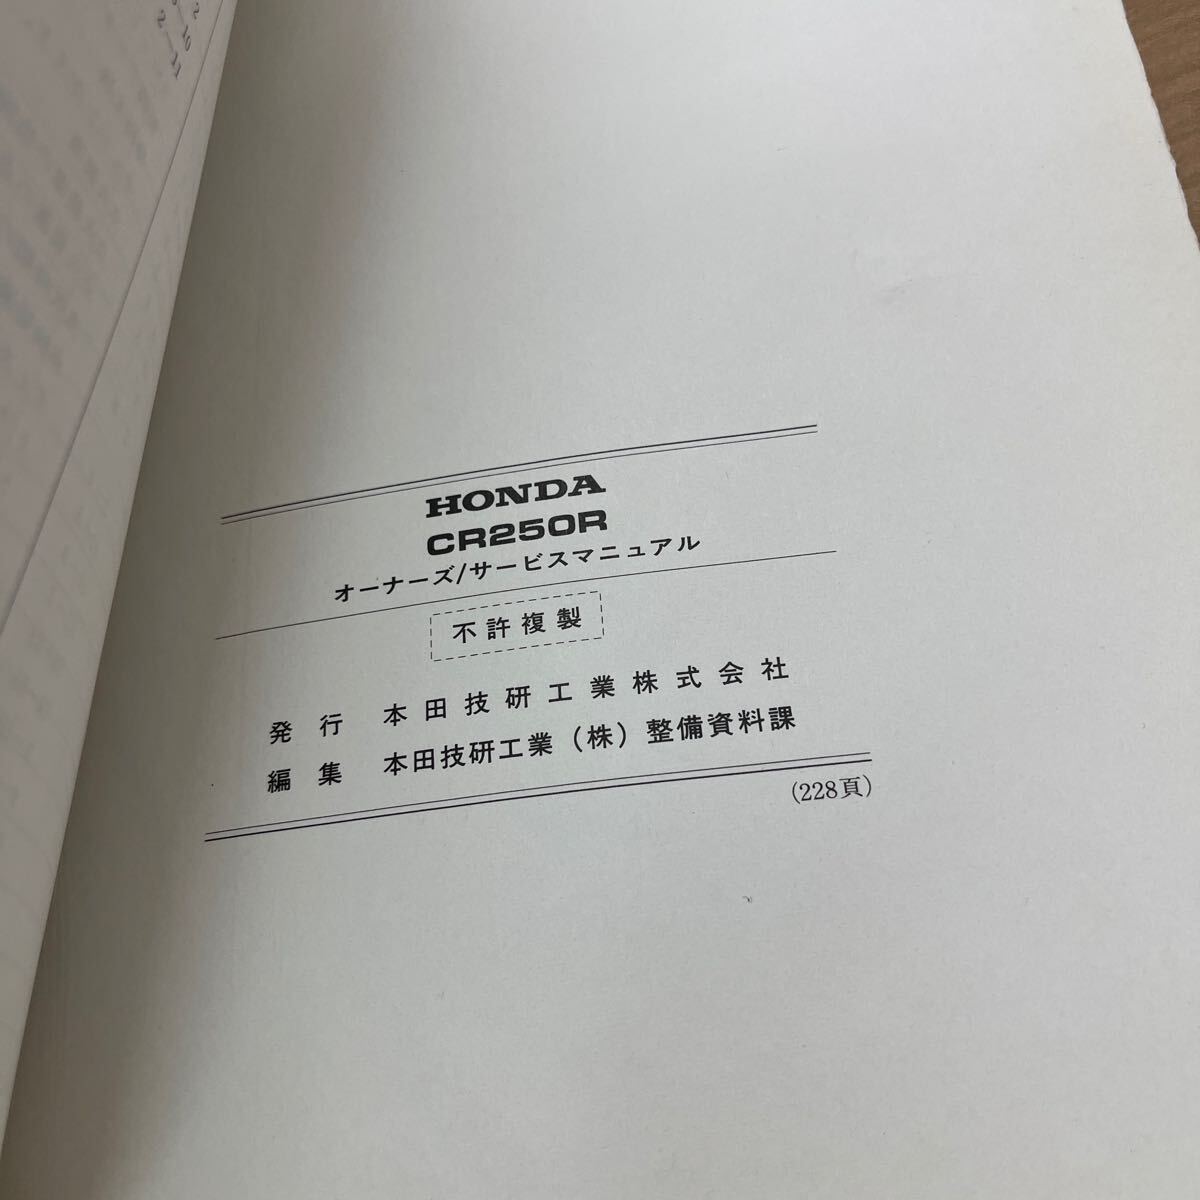 HONDA
CR250R
オーナーズ/サービスマニュアル
不許複製
発行 本田技研工業株式会社
編集 本田技研工業（株）整備資料課
(228頁)